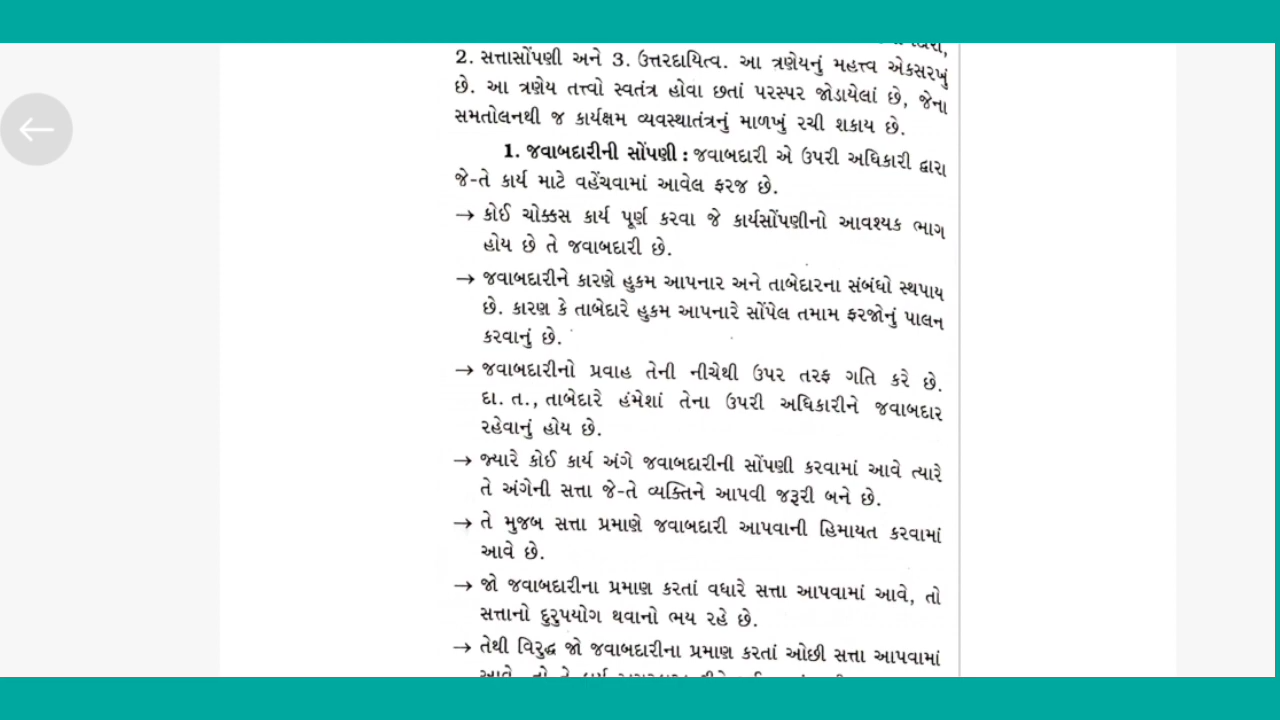 2. સત્તાસોંપણી અને 3. ઉત્તરદાયિત્વ. આ ત્રણેયનું મહત્ત્વ એકસરખું
છે. આ ત્રણેય તત્ત્વો સ્વતંત્ર હોવા છતાં પરસ્પર જોડાયેલાં છે, જેના
સમતોલનથી જ કાર્યક્ષમ વ્યવસ્થાતંત્રનું માળખું રચી શકાય છે.
1. જવાબદારીની સોંપણી : જવાબદારી એ ઉપરી અધિકારી દ્વારા
જે-તે કાર્ય માટે વહેંચવામાં આવેલ ફરજ છે.
→ કોઈ ચોક્કસ કાર્ય પૂર્ણ કરવા જે કાર્યસોંપણીનો આવશ્યક ભાગ
હોય છે તે જવાબદારી છે.
→ જવાબદારીને કારણે હુકમ આપનાર અને તાબેદારના સંબંધો સ્થપાય
છે. કારણ કે તાબેદારે હુકમ આપનારે સોંપેલ તમામ ફરજોનું પાલન
કરવાનું છે.
→ જવાબદારીનો પ્રવાહ તેની નીચેથી ઉપર તરફ ગતિ કરે છે.
દા. ત., તાબેદારે હંમેશાં તેના ઉપરી અધિકારીને જવાબદાર
રહેવાનું હોય છે.
→ જ્યારે કોઈ કાર્ય અંગે જવાબદારીની સોંપણી કરવામાં આવે ત્યારે
તે અંગેની સત્તા જે-તે વ્યક્તિને આપવી જરૂરી બને છે.
→ તે મુજબ સત્તા પ્રમાણે જવાબદારી આપવાની હિમાયત કરવામાં
આવે છે.
→ જો જવાબદારીના પ્રમાણ કરતાં વધારે સત્તા આપવામાં આવે, તો
સત્તાનો દુરુપયોગ થવાનો ભય રહે છે.
→ તેથી વિરુદ્ધ જો જવાબદારીના પ્રમાણ કરતાં ઓછી સત્તા આપવામાં